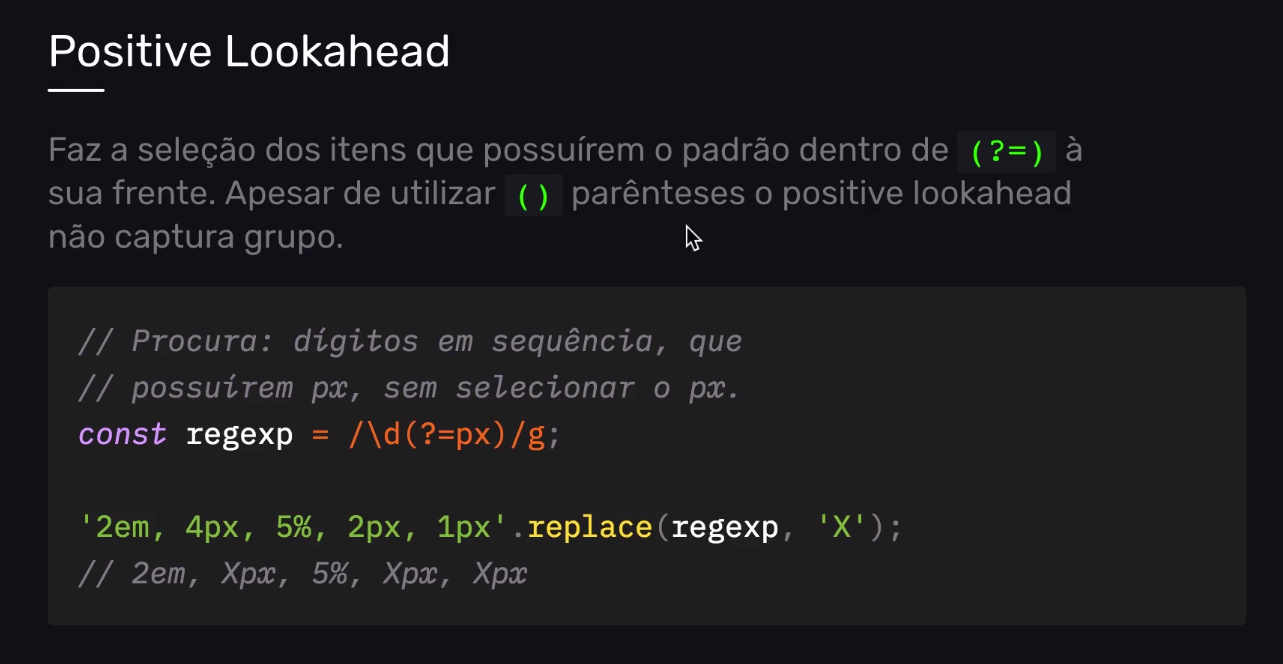 Positive Lookahead
Faz a seleção dos itens que possuírem o padrão dentro de (?=) à
sua frente. Apesar de utilizar () parênteses o positive lookahead
não captura grupo.
// Procura: dígitos em sequência, que
// possuírem px, sem selecionar o px.
const regexp = /\d(?=px)/g;
'2em, 4px, 5%, 2px, 1px'.replace(regexp, 'X');
// 2em, Xpx, 5%, Xpx, Xpx